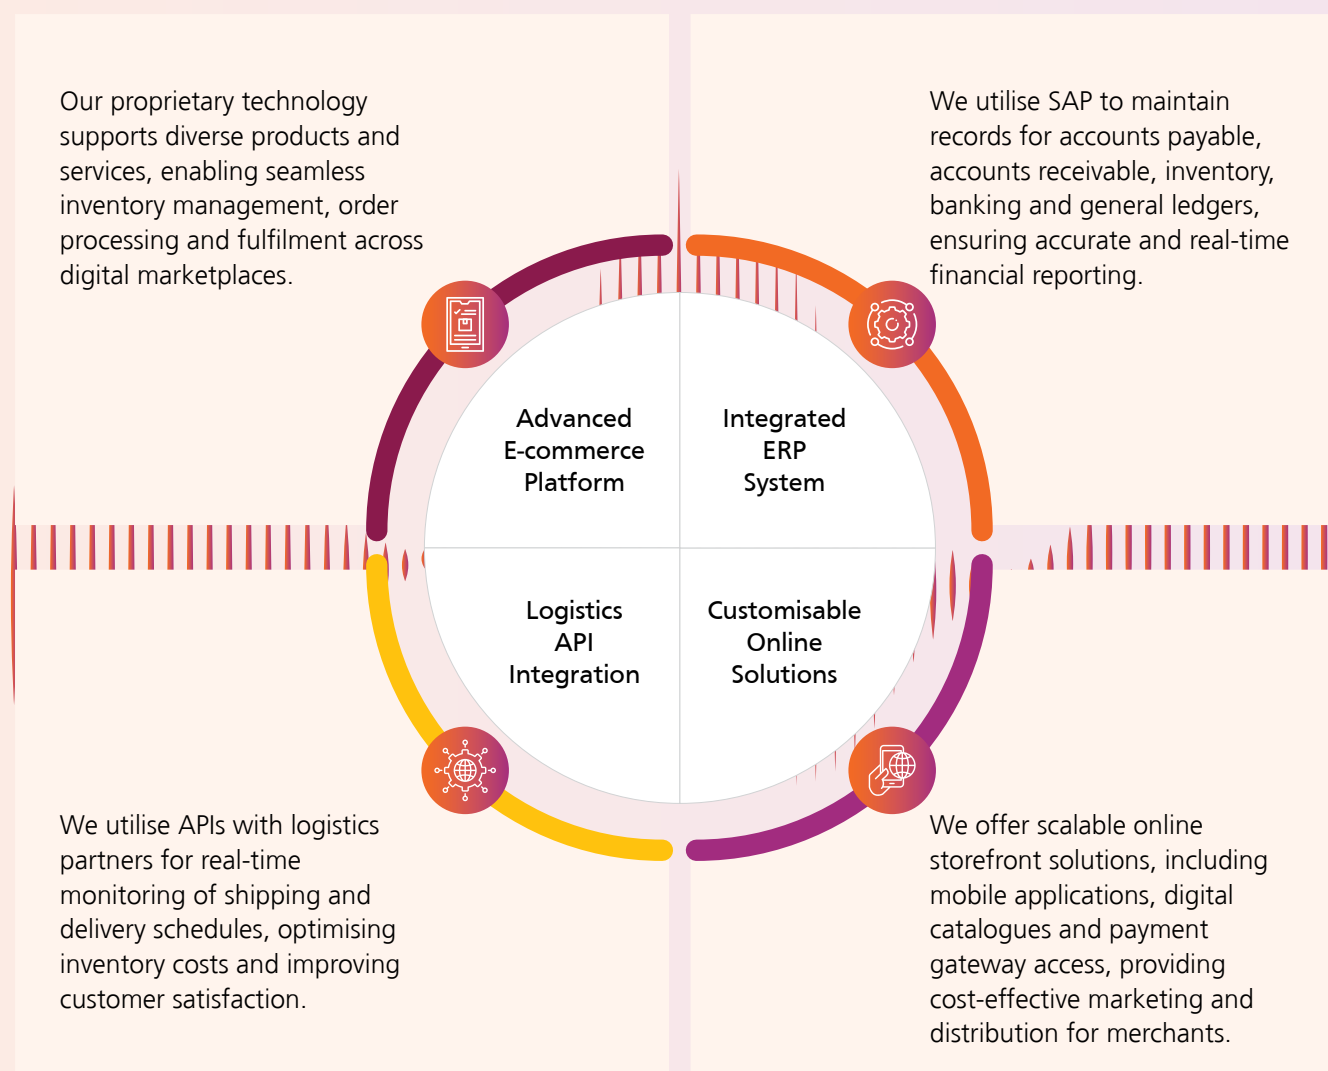 Our proprietary technology
supports diverse products and
services, enabling seamless
inventory management, order
processing and fulfilment across
digital marketplaces.
We utilise SAP to maintain
records for accounts payable,
accounts receivable, inventory,
banking and general ledgers,
ensuring accurate and real-time
financial reporting.
Advanced
E-commerce
Platform
Integrated
ERP
System
Logistics
API
Integration
Customisable
Online
Solutions
We utilise APIs with logistics
partners for real-time
monitoring of shipping and
delivery schedules, optimising
inventory costs and improving
customer satisfaction.
We offer scalable online
storefront solutions, including
mobile applications, digital
catalogues and payment
gateway access, providing
cost-effective marketing and
distribution for merchants.